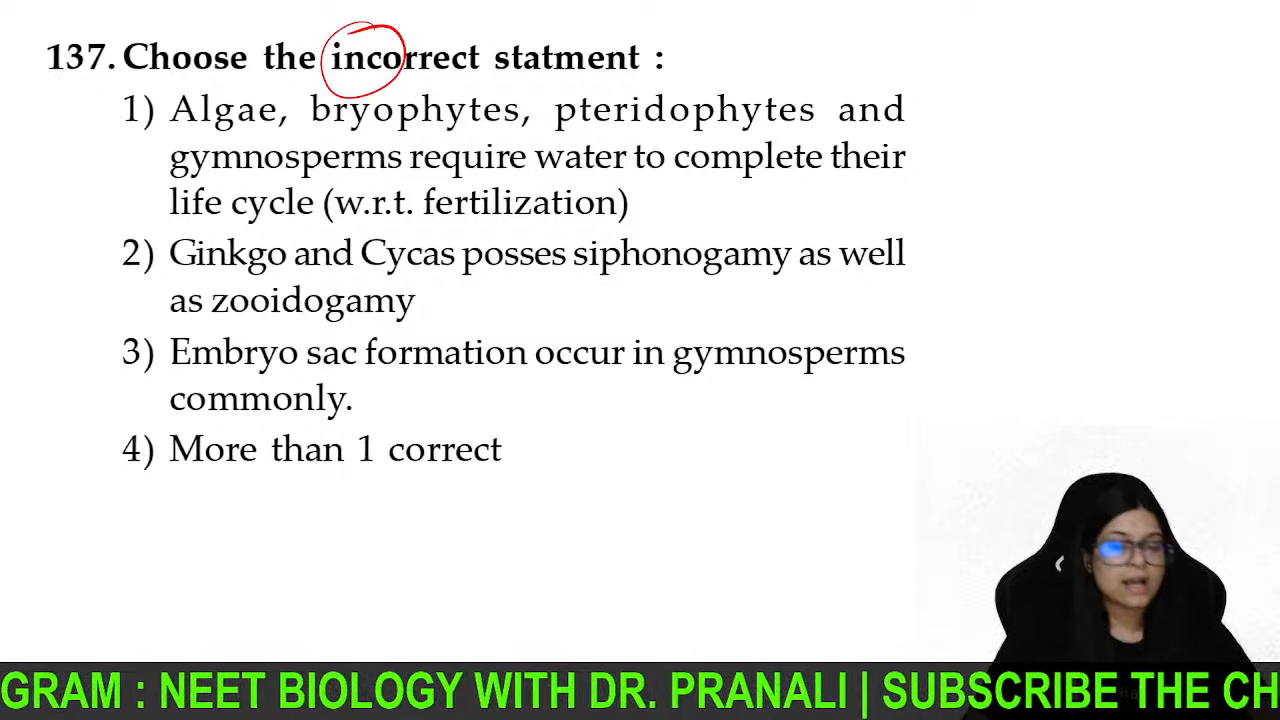 137. Choose the incorrect statment :
1) Algae, bryophytes, pteridophytes and
gymnosperms require water to complete their
life cycle (w.r.t. fertilization)
2) Ginkgo and Cycas posses siphonogamy as well
as zooidogamy
3) Embryo sac formation occur in gymnosperms
commonly.
4) More than 1 correct
GRAM : NEET BIOLOGY WITH DR. PRANALI | SUBSCRIBE THE CH